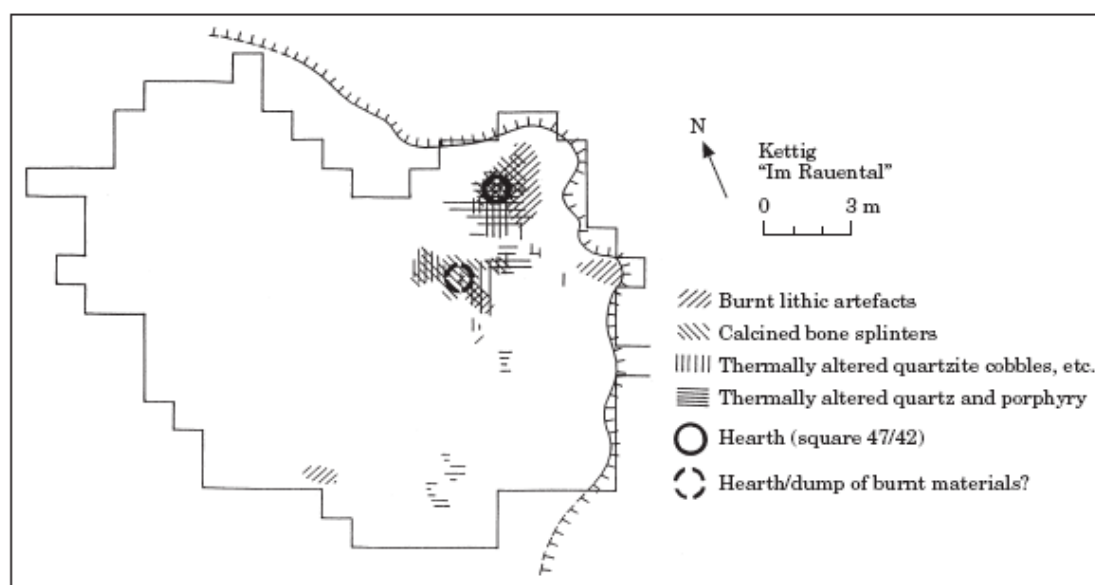 N
Kettig
“Im Rauental”
0 3 m
Burnt lithic artefacts
Calcined bone splinters
Thermally altered quartzite cobbles, etc.
Thermally altered quartz and porphyry
Hearth (square 47/42)
Hearth/dump of burnt materials?